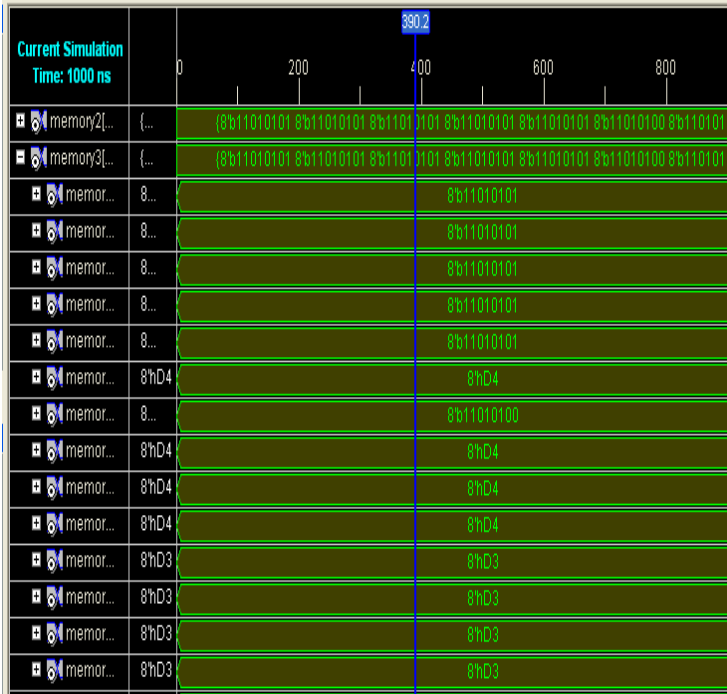 390.2
Current Simulation
Time: 1000 ns
0 200 400 600 800
memory2[... {... {8'b11010101 8'b11010101 8'b11010101 8'b11010101 8'b11010101 8'b11010100 8'b110101
memory3[... {... {8'b11010101 8'b11010101 8'b11010101 8'b11010101 8'b11010101 8'b11010100 8'b110101
memor... 8... 8'b11010101
memor... 8... 8'b11010101
memor... 8... 8'b11010101
memor... 8... 8'b11010101
memor... 8... 8'b11010101
memor... 8'hD4 8'hD4
memor... 8... 8'b11010100
memor... 8'hD4 8'hD4
memor... 8'hD4 8'hD4
memor... 8'hD4 8'hD4
memor... 8'hD3 8'hD3
memor... 8'hD3 8'hD3
memor... 8'hD3 8'hD3
memor... 8'hD3 8'hD3